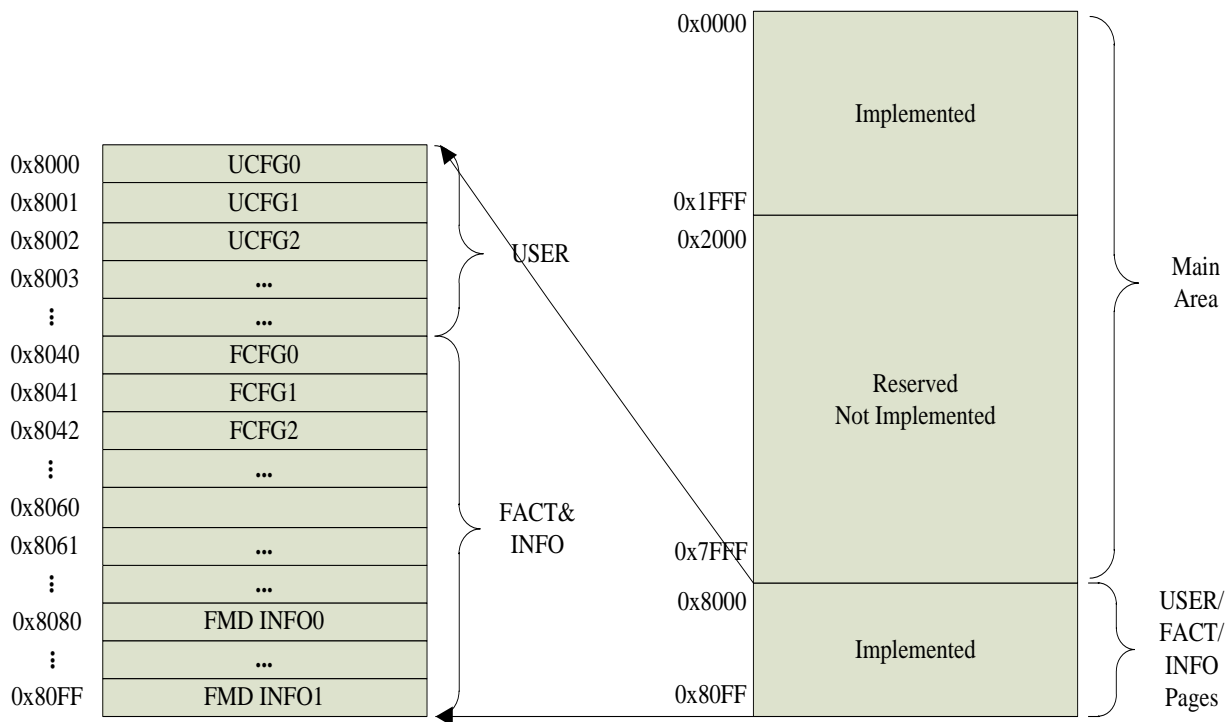 0x8000 UCFG0
0x8001 UCFG1
0x8002 UCFG2
0x8003 ...
⋮ ...
0x8040 FCFG0
0x8041 FCFG1
0x8042 FCFG2
⋮ ...
0x8060
0x8061 ...
⋮ ...
0x8080 FMD INFO0
⋮ ...
0x80FF FMD INFO1
USER
FACT&
INFO
0x0000
Implemented
0x1FFF
0x2000
Reserved
Not Implemented
0x7FFF
0x8000
Implemented
0x80FF
Main
Area
USER/
FACT/
INFO
Pages